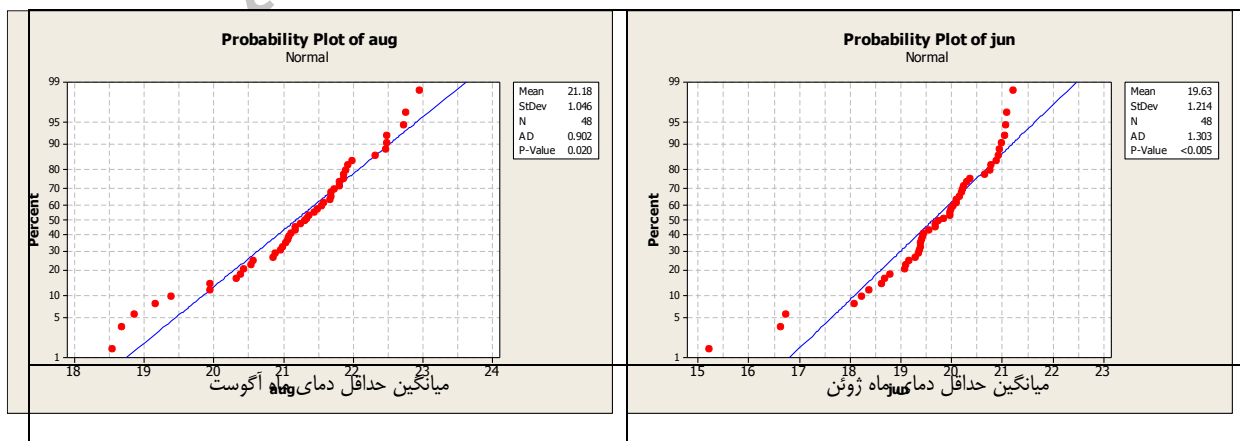 Probability Plot of aug
Normal
Percent
99
95
90
80
70
60
50
40
30
20
10
5
1
18 19 20 21 22 23 24
aug
Mean 21.18
StDev 1.046
N 48
AD 0.902
P-Value 0.020
میانگین حداقل دمای ماه آگوست
Probability Plot of jun
Normal
Percent
99
95
90
80
70
60
50
40
30
20
10
5
1
15 16 17 18 19 20 21 22 23
jun
Mean 19.63
StDev 1.214
N 48
AD 1.303
P-Value <0.005
میانگین حداقل دمای ماه ژوئن